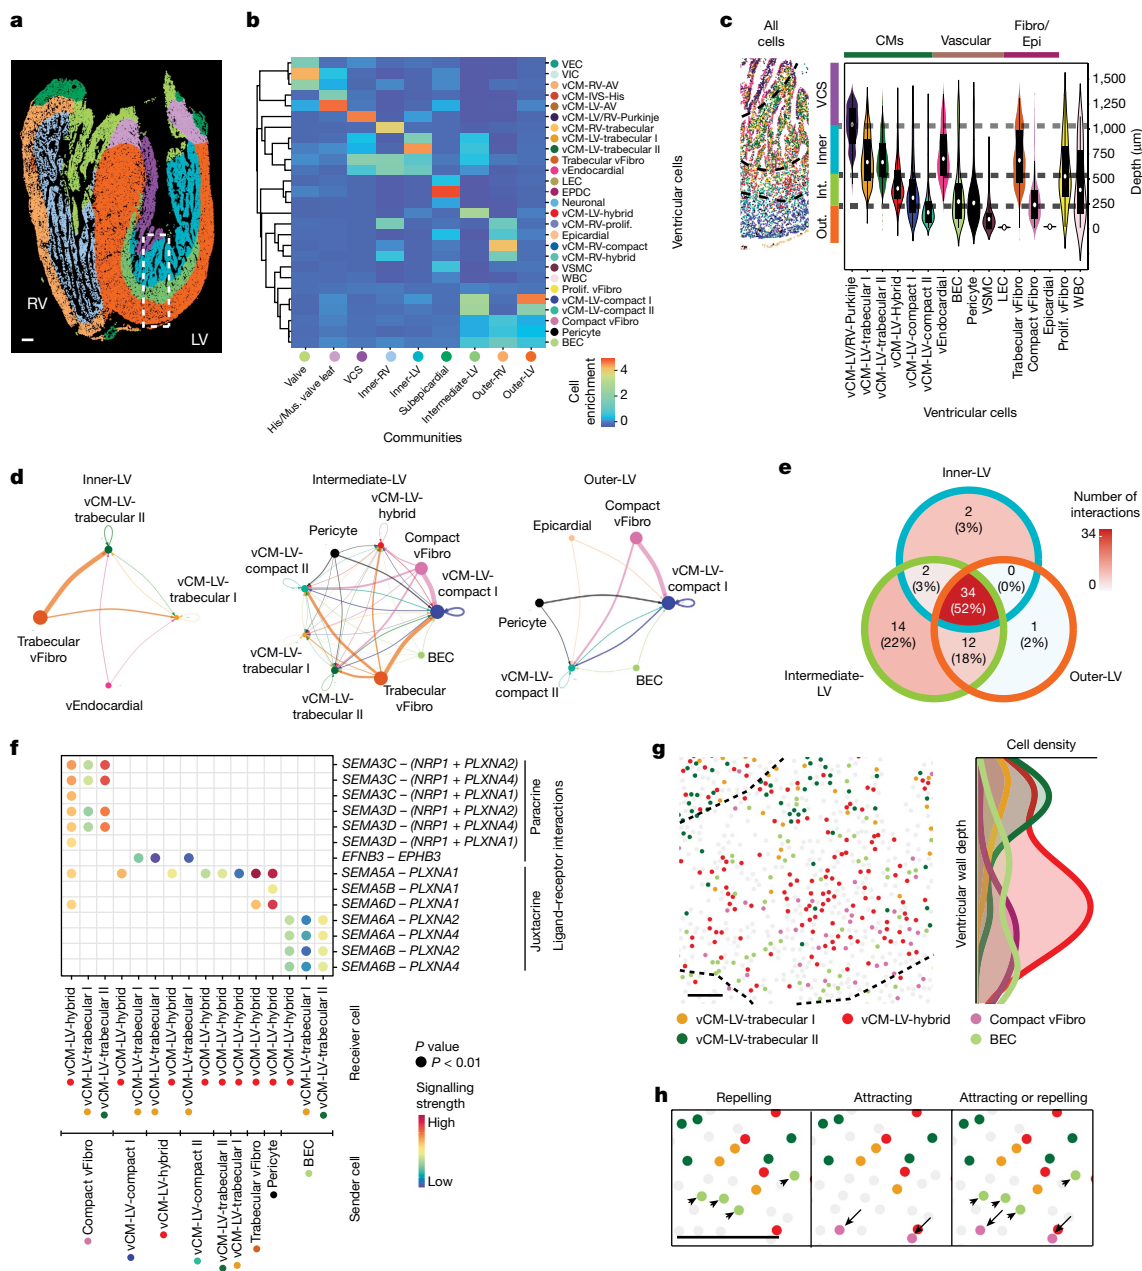 a
RV
LV
b
VEC
VIC
vCM-RV-AV
vCM-IVS-His
vCM-LV-AV
vCM-LV/RV-Purkinje
vCM-RV-trabecular
vCM-LV-trabecular I
vCM-LV-trabecular II
Trabecular vFibro
vEndocardial
LEC
EPDC
Neuronal
vCM-LV-hybrid
vCM-RV-prolif.
Epicardial
vCM-RV-compact
vCM-RV-hybrid
VSMC
WBC
Prolif. vFibro
vCM-LV-compact I
vCM-LV-compact II
Compact vFibro
Pericyte
BEC
Ventricular cells
Valve
His/Mus. valve leaf
VCS
Inner-RV
Inner-LV
Subepicardial
Intermediate-LV
Outer-RV
Outer-LV
Communities
Cell enrichment
4
2
0
c
All
cells
CMs
Vascular
Fibro/
Epi
VCS
Inner
Int.
Out.
1,500
1,250
1,000
750
500
250
0
Depth (um)
vCM-LV/RV-Purkinje
vCM-LV-trabecular I
vCM-LV-trabecular II
vCM-LV-Hybrid
vCM-LV-compact I
vCM-LV-compact II
vEndocardial
BEC
Pericyte
VSMC
LEC
Trabecular vFibro
Compact vFibro
Epicardial
Prolif. vFibro
WBC
Ventricular cells
d
Inner-LV
vCM-LV-
trabecular II
vCM-LV-
trabecular I
Trabecular
vFibro
vEndocardial
Intermediate-LV
vCM-LV-
hybrid
Pericyte
Compact
vFibro
vCM-LV-
compact II
vCM-LV-
compact I
vCM-LV-
trabecular I
BEC
vCM-LV-
trabecular II
Trabecular
vFibro
Outer-LV
Compact
vFibro
Epicardial
vCM-LV-
compact I
Pericyte
vCM-LV-
compact II
BEC
e
Inner-LV
2
(3%)
2
(3%)
0
(0%)
34
(52%)
14
(22%)
12
(18%)
1
(2%)
Intermediate-
LV
Outer-LV
Number of
interactions
34
0
f
SEMA3C – (NRP1 + PLXNA2)
SEMA3C – (NRP1 + PLXNA4)
SEMA3C – (NRP1 + PLXNA1)
SEMA3D – (NRP1 + PLXNA2)
SEMA3D – (NRP1 + PLXNA4)
SEMA3D – (NRP1 + PLXNA1)
EFNB3 – EPHB3
SEMA5A – PLXNA1
SEMA5B – PLXNA1
SEMA6D – PLXNA1
SEMA6A – PLXNA2
SEMA6A – PLXNA4
SEMA6B – PLXNA2
SEMA6B – PLXNA4
Paracrine
Juxtacrine
Ligand–receptor interactions
vCM-LV-hybrid
vCM-LV-trabecular I
vCM-LV-trabecular II
vCM-LV-hybrid
vCM-LV-trabecular I
vCM-LV-trabecular I
vCM-LV-hybrid
vCM-LV-trabecular I
vCM-LV-hybrid
vCM-LV-hybrid
vCM-LV-hybrid
vCM-LV-hybrid
vCM-LV-hybrid
vCM-LV-hybrid
vCM-LV-trabecular I
vCM-LV-trabecular II
Receiver cell
Compact vFibro
vCM-LV-compact I
vCM-LV-hybrid
vCM-LV-compact II
vCM-LV-trabecular II
vCM-LV-trabecular I
Trabecular vFibro
Pericyte
BEC
Sender cell
P value
P < 0.01
Signalling
strength
High
Low
g
Cell density
Ventricular wall depth
vCM-LV-trabecular I
vCM-LV-hybrid
Compact vFibro
vCM-LV-trabecular II
BEC
h
Repelling
Attracting
Attracting or repelling